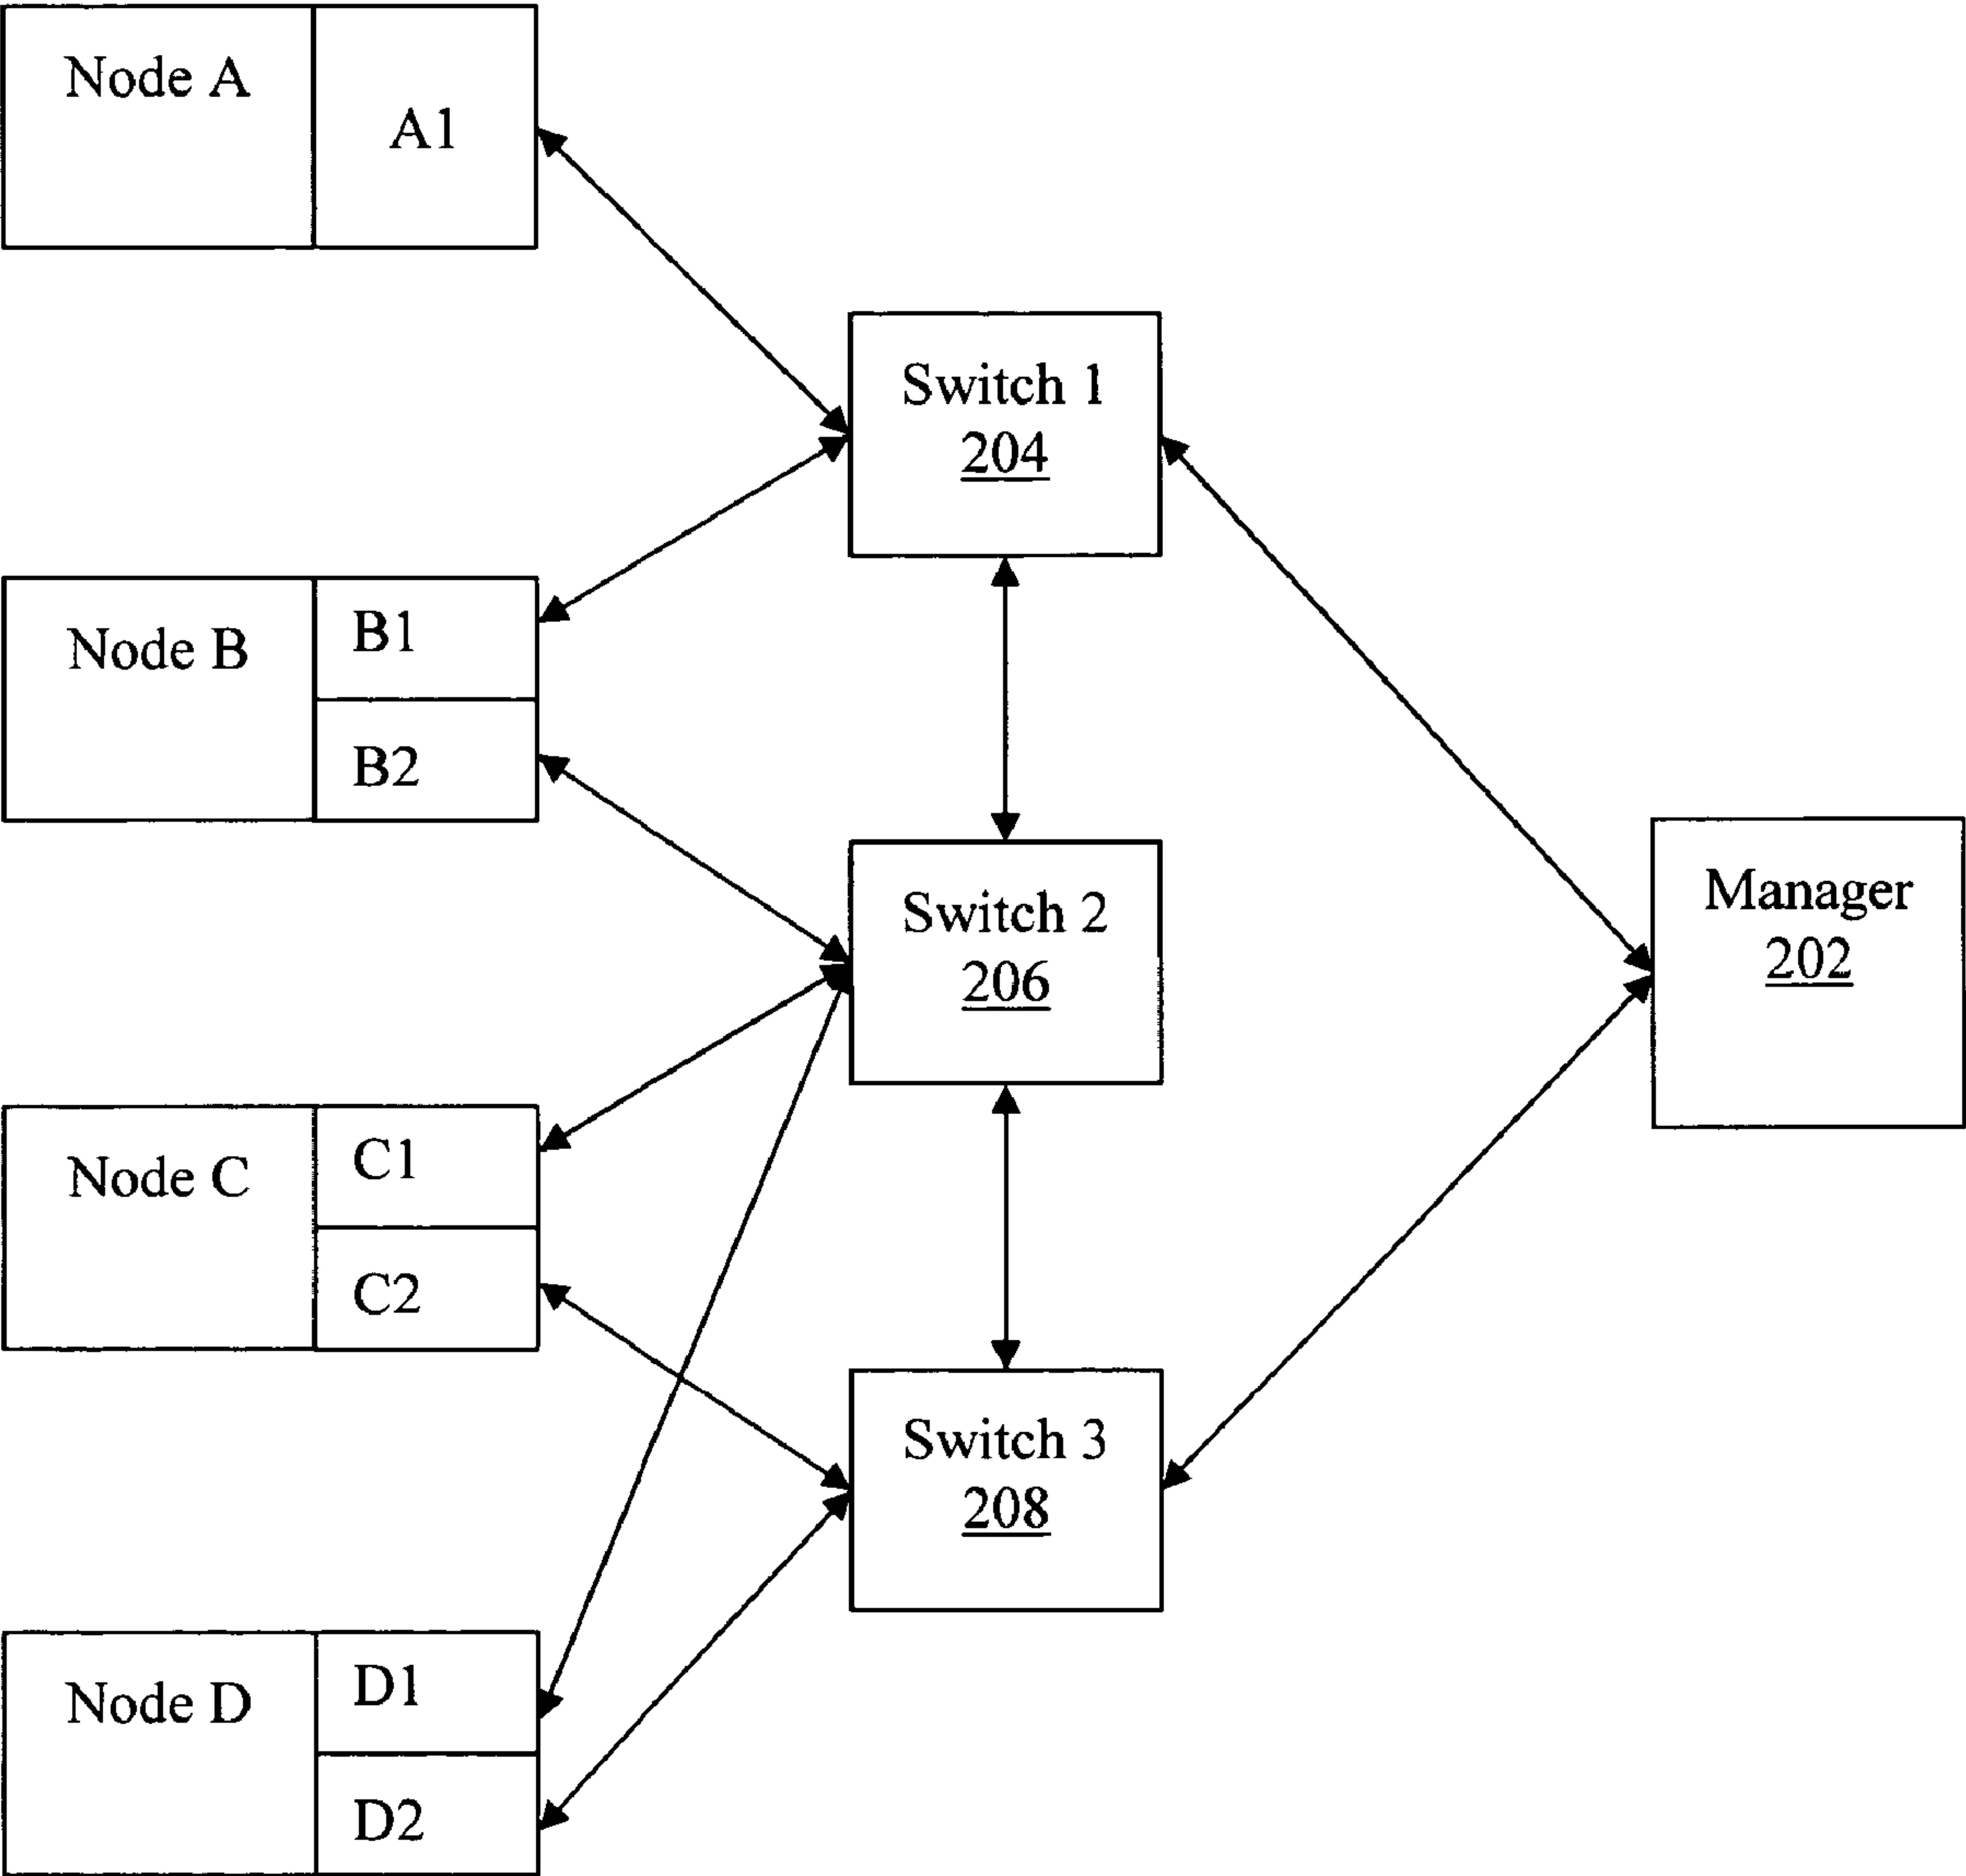 Node A
A1
Switch 1
204
Node B
B1
B2
Switch 2
206
Manager
202
Node C
C1
C2
Switch 3
208
Node D
D1
D2